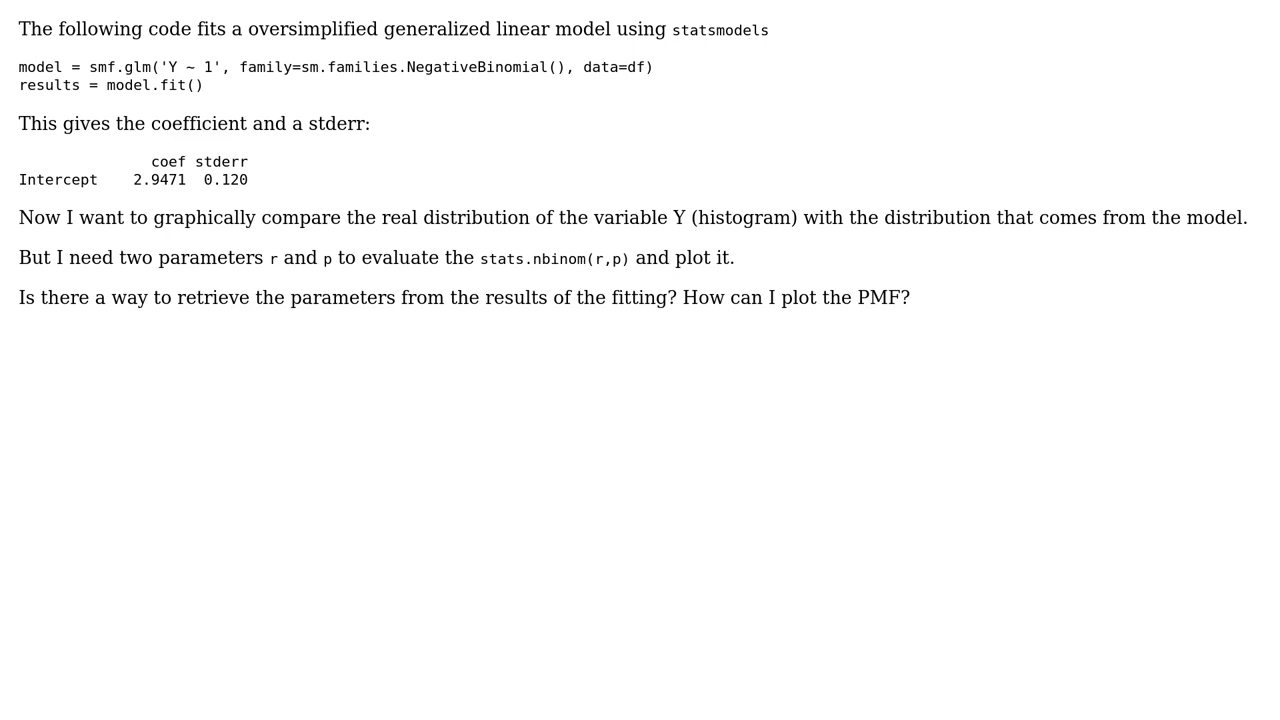 The following code fits a oversimplified generalized linear model using statsmodels
model = smf.glm('Y ~ 1', family=sm.families.NegativeBinomial(), data=df)
results = model.fit()
This gives the coefficient and a stderr:
               coef stderr
Intercept    2.9471  0.120
Now I want to graphically compare the real distribution of the variable Y (histogram) with the distribution that comes from the model.
But I need two parameters r and p to evaluate the stats.nbinom(r,p) and plot it.
Is there a way to retrieve the parameters from the results of the fitting? How can I plot the PMF?